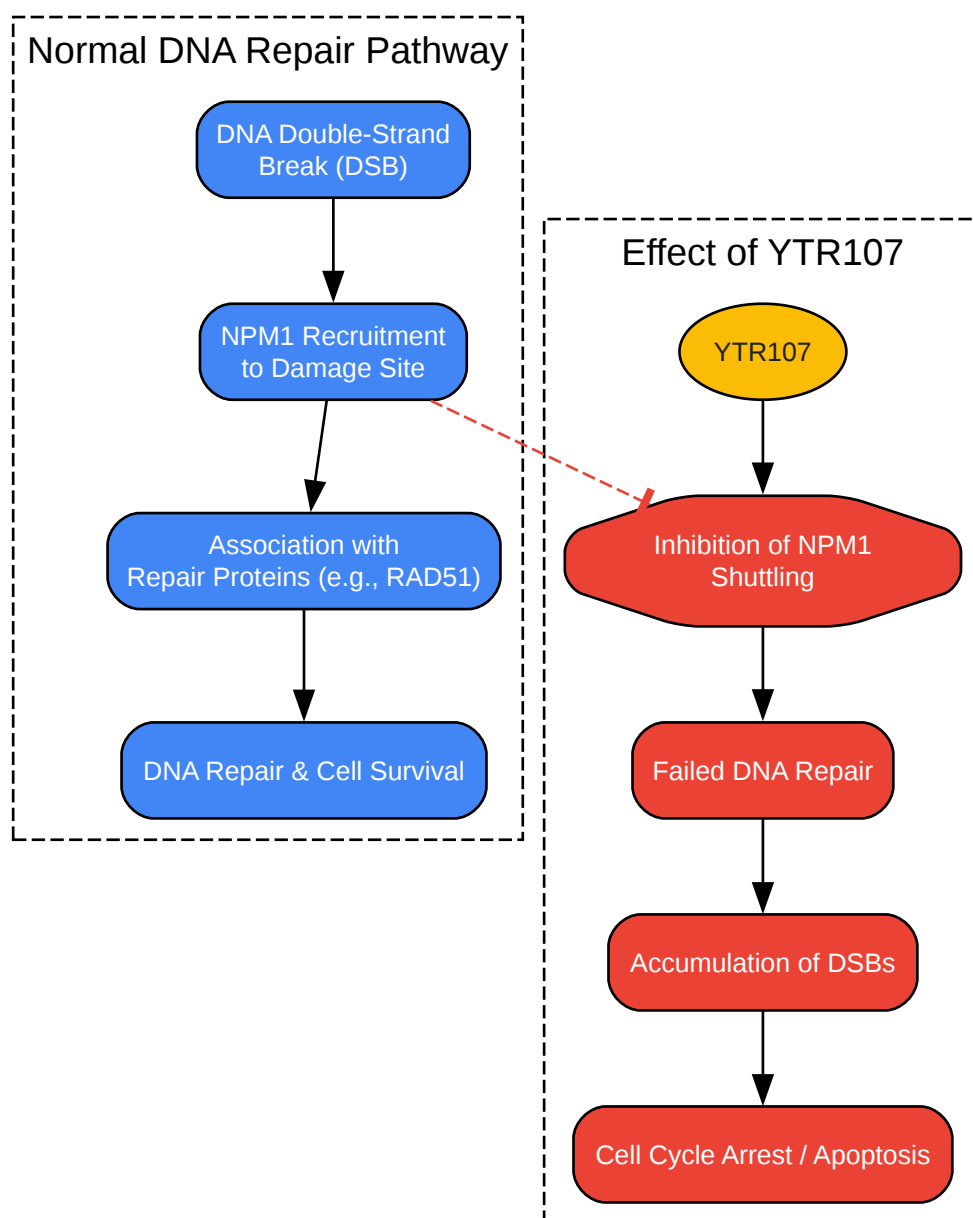 Normal DNA Repair Pathway
DNA Double-Strand
Break (DSB)
NPM1 Recruitment
to Damage Site
Association with
Repair Proteins (e.g., RAD51)
DNA Repair & Cell Survival
Effect of YTR107
YTR107
Inhibition of NPM1
Shuttling
Failed DNA Repair
Accumulation of DSBs
Cell Cycle Arrest / Apoptosis